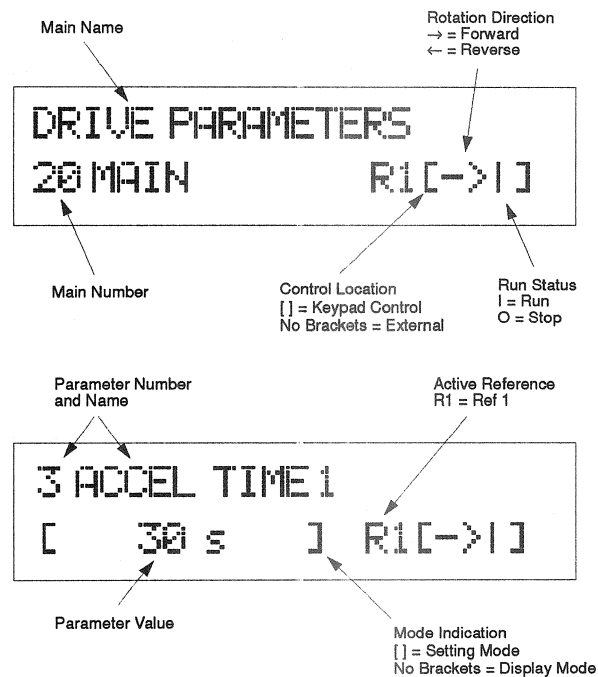 Main Name
Rotation Direction
→ = Forward
← = Reverse
DRIVE PARAMETERS
20 MAIN R1[->|]
Main Number
Control Location
[ ] = Keypad Control
No Brackets = External
Run Status
I = Run
O = Stop
Parameter Number
and Name
Active Reference
R1 = Ref 1
3 ACCEL TIME1
[ 30 s ] R1[->|]
Parameter Value
Mode Indication
[ ] = Setting Mode
No Brackets = Display Mode